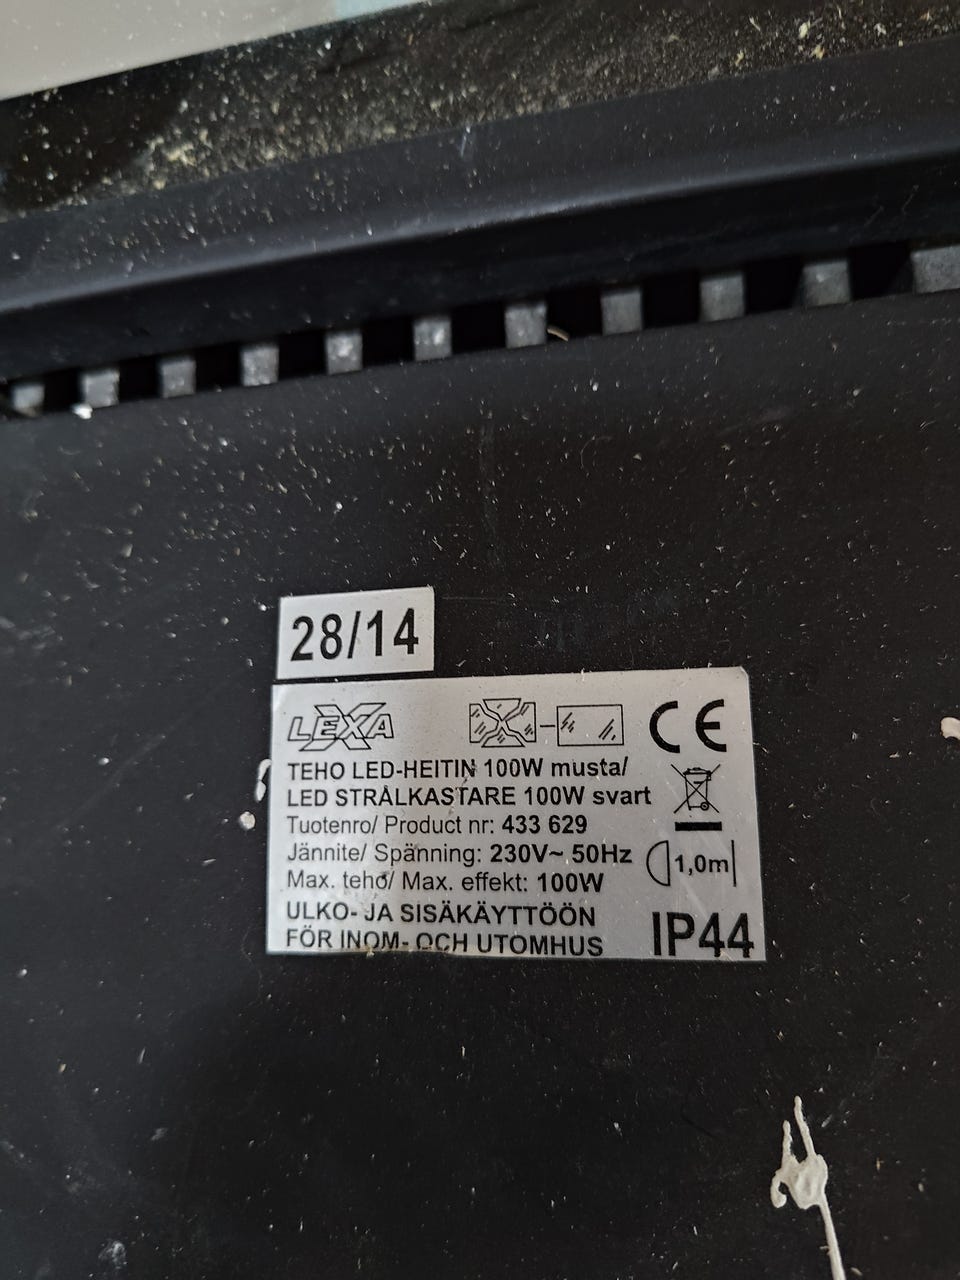 28/14
LEXA
CE
TEHO LED-HEITIN 100W musta/
LED STRÅLKASTARE 100W svart
Tuotenro/ Product nr: 433 629
Jännite/ Spänning: 230V~ 50Hz
1,0m
Max. teho/ Max. effekt: 100W
ULKO- JA SISÄKÄYTTÖÖN
FÖR INOM- OCH UTOMHUS
IP44